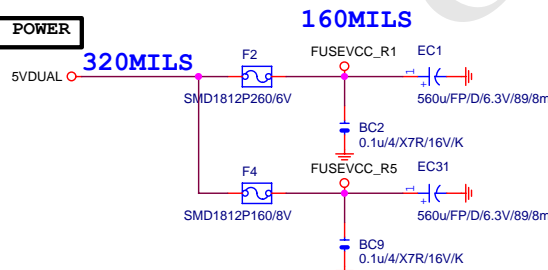 POWER
160MILS
320MILS
F2
FUSEVCC_R1
EC1
5VDUAL
1
+
SMD1812P260/6V
560u/FP/D/6.3V/89/8m
BC2
0.1u/4/X7R/16V/K
F4
FUSEVCC_R5
EC31
1
+
SMD1812P160/8V
560u/FP/D/6.3V/89/8m
BC9
0.1u/4/X7R/16V/K